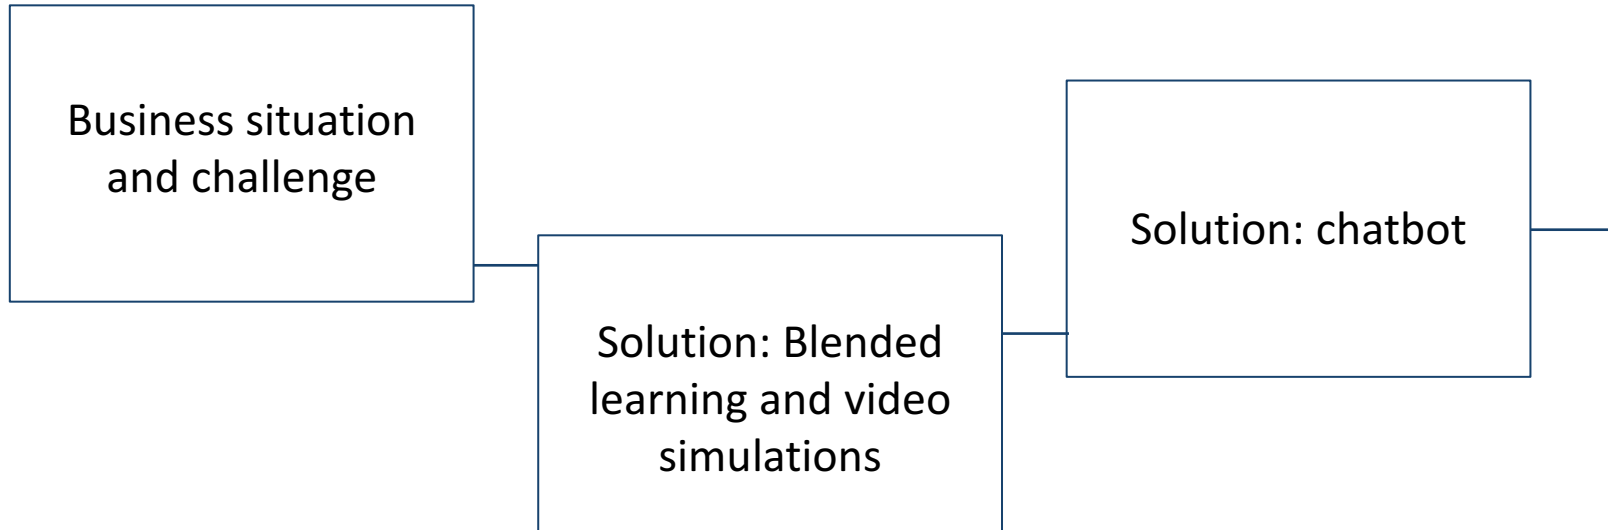 Business situation
and challenge
Solution: Blended
learning and video
simulations
Solution: chatbot